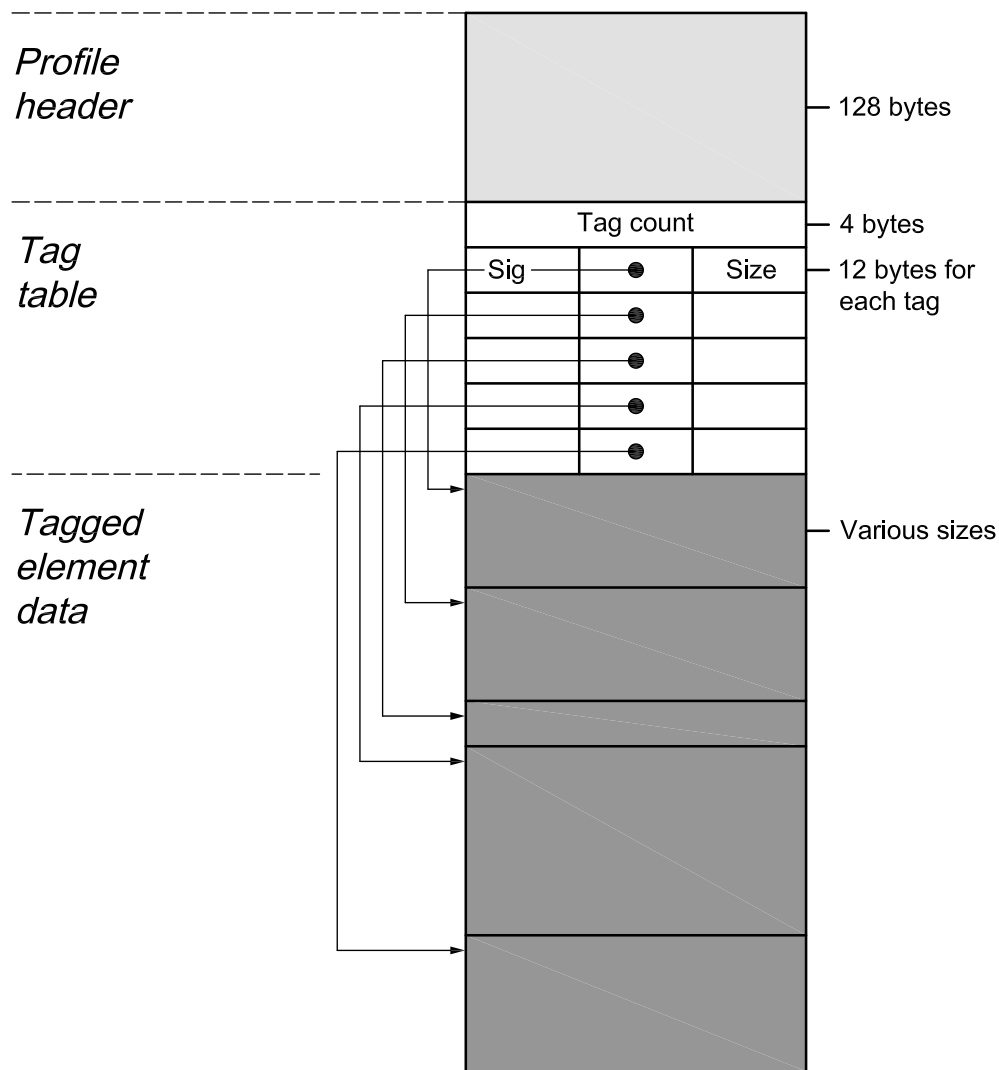 Profile
header
128 bytes
Tag count
4 bytes
Tag
table
Sig
Size
12 bytes for
each tag
Tagged
element
data
Various sizes